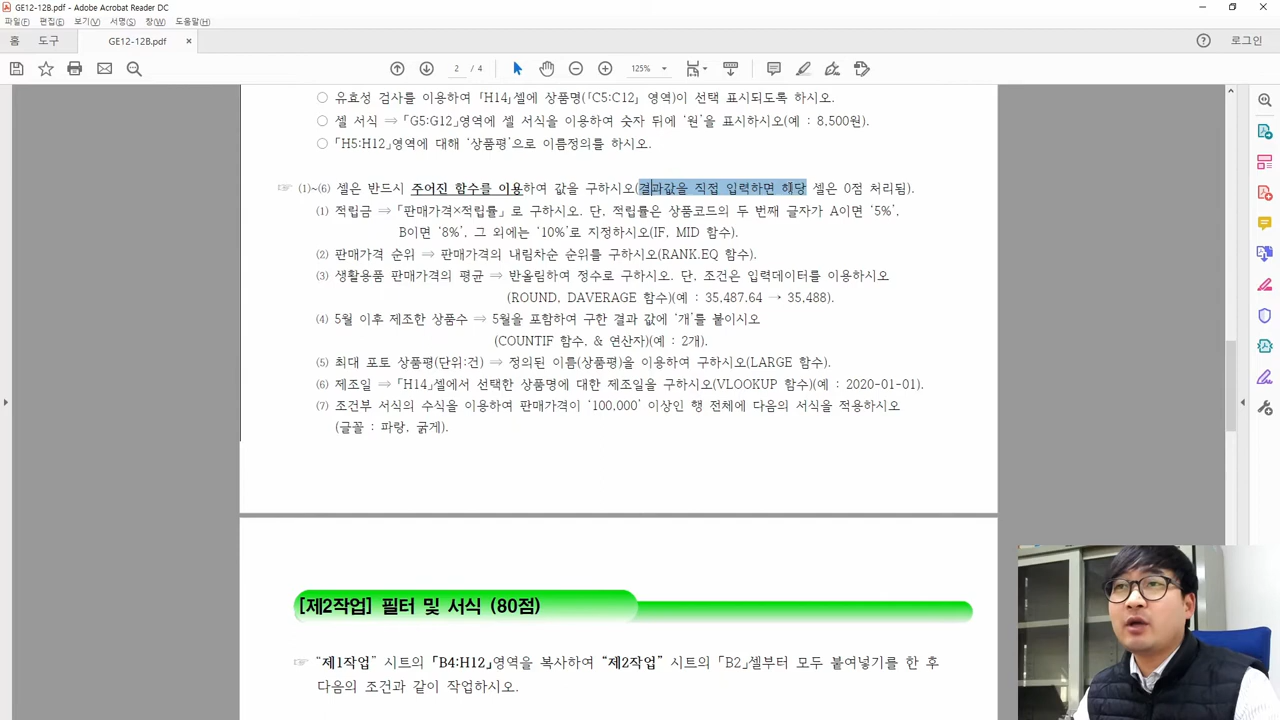 GE12-12B.pdf - Adobe Acrobat Reader DC
파일(F) 편집(E) 보기(V) 서명(S) 창(W) 도움말(H)
홈 도구 GE12-12B.pdf × 로그인
2 / 4 125%
○ 유효성 검사를 이용하여 「H14」셀에 상품명(「C5:C12」 영역)이 선택 표시되도록 하시오.
○ 셀 서식 ⇒ 「G5:G12」영역에 셀 서식을 이용하여 숫자 뒤에 '원'을 표시하시오(예 : 8,500원).
○ 「H5:H12」영역에 대해 '상품평'으로 이름정의를 하시오.
☞ ⑴~⑹ 셀은 반드시 주어진 함수를 이용하여 값을 구하시오(결과값을 직접 입력하면 해당 셀은 0점 처리됨).
⑴ 적립금 ⇒ 「판매가격×적립률」로 구하시오. 단, 적립률은 상품코드의 두 번째 글자가 A이면 '5%',
B이면 '8%', 그 외에는 '10%'로 지정하시오(IF, MID 함수).
⑵ 판매가격 순위 ⇒ 판매가격의 내림차순 순위를 구하시오(RANK.EQ 함수).
⑶ 생활용품 판매가격의 평균 ⇒ 반올림하여 정수로 구하시오. 단, 조건은 입력데이터를 이용하시오
(ROUND, DAVERAGE 함수)(예 : 35,487.64 → 35,488).
⑷ 5월 이후 제조한 상품수 ⇒ 5월을 포함하여 구한 결과 값에 '개'를 붙이시오
(COUNTIF 함수, & 연산자)(예 : 2개).
⑸ 최대 포토 상품평(단위:건) ⇒ 정의된 이름(상품평)을 이용하여 구하시오(LARGE 함수).
⑹ 제조일 ⇒ 「H14」셀에서 선택한 상품명에 대한 제조일을 구하시오(VLOOKUP 함수)(예 : 2020-01-01).
⑺ 조건부 서식의 수식을 이용하여 판매가격이 '100,000' 이상인 행 전체에 다음의 서식을 적용하시오
(글꼴 : 파랑, 굵게).
[제2작업] 필터 및 서식 (80점)
☞ "제1작업" 시트의 「B4:H12」영역을 복사하여 "제2작업" 시트의 「B2」셀부터 모두 붙여넣기를 한 후
다음의 조건과 같이 작업하시오.